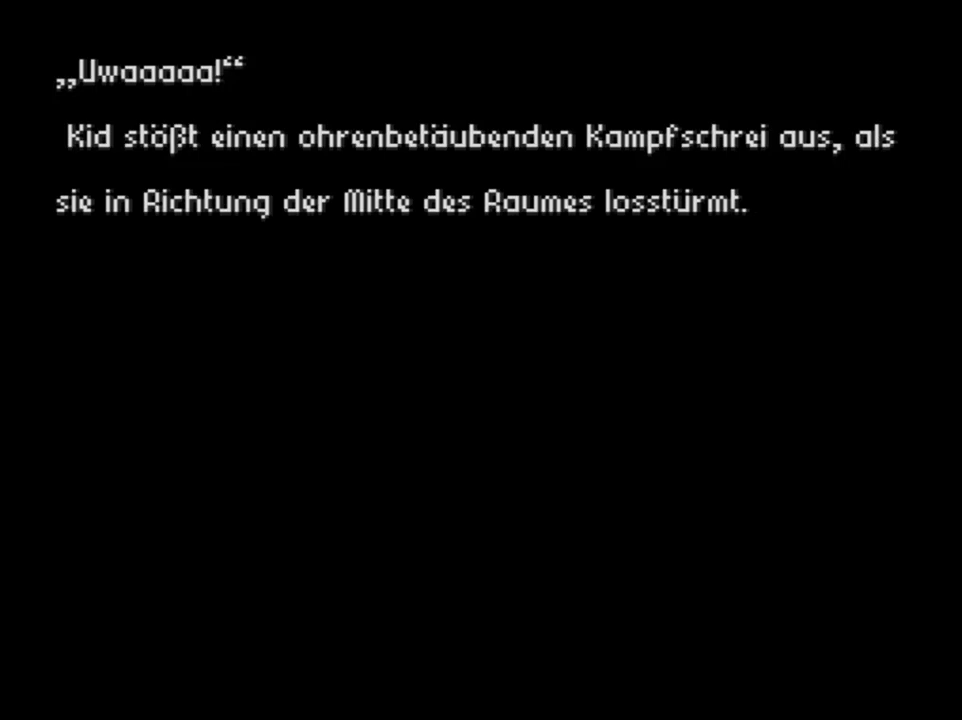 „Uwaaaaa!“
Kid stößt einen ohrenbetäubenden Kampfschrei aus, als
sie in Richtung der Mitte des Raumes losstürmt.